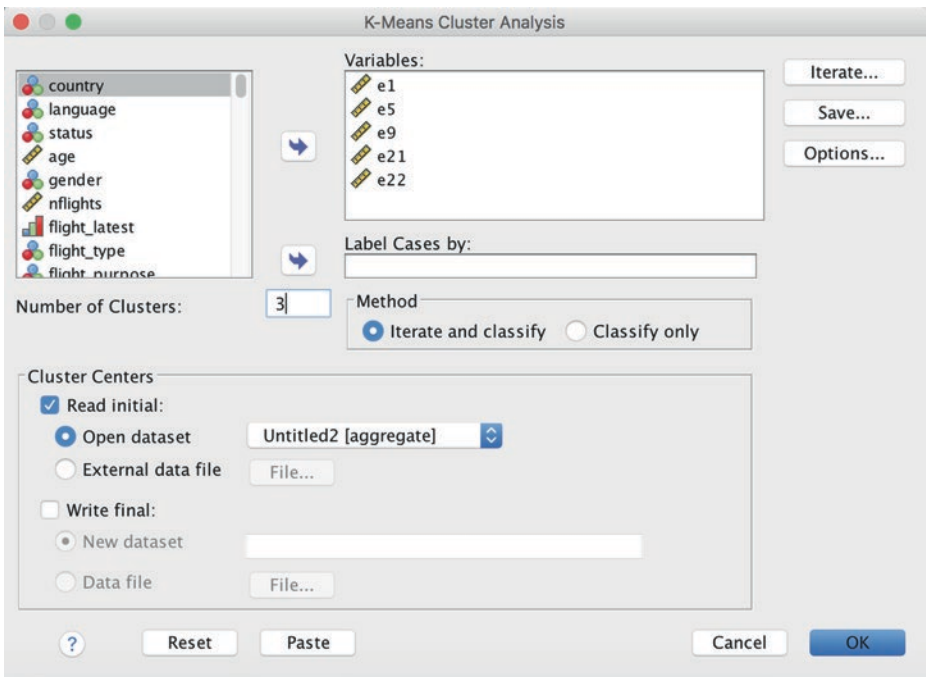 K-Means Cluster Analysis
country
language
status
age
gender
nflights
flight_latest
flight_type
flight_purpose
Variables:
e1
e5
e9
e21
e22
Iterate...
Save...
Options...
Label Cases by:
Number of Clusters: 3
Method
Iterate and classify Classify only
Cluster Centers
Read initial:
Open dataset Untitled2 [aggregate]
External data file File...
Write final:
New dataset
Data file File...
? Reset Paste Cancel OK